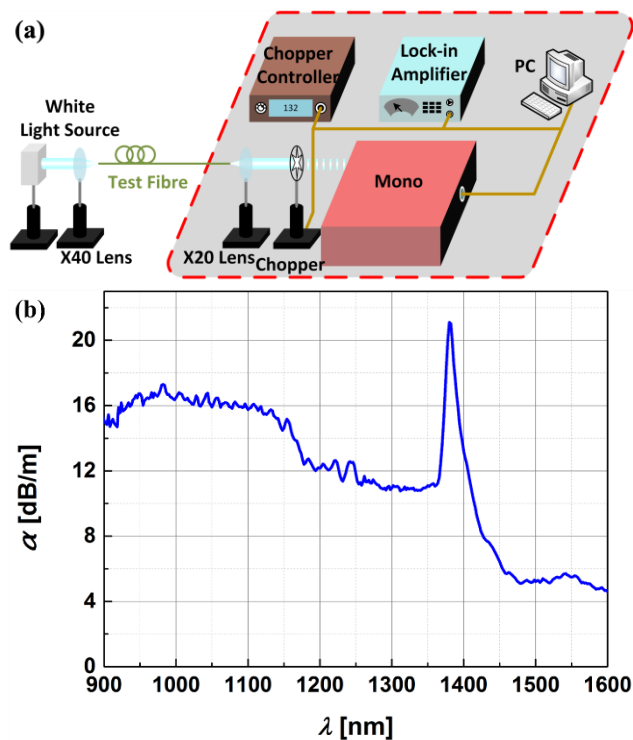 (a)
Chopper
Controller
132
Lock-in
Amplifier
PC
White
Light Source
Test Fibre
Mono
X40 Lens
X20 Lens
Chopper
(b)
20
16
12
8
4
0
α [dB/m]
900 1000 1100 1200 1300 1400 1500 1600
λ [nm]